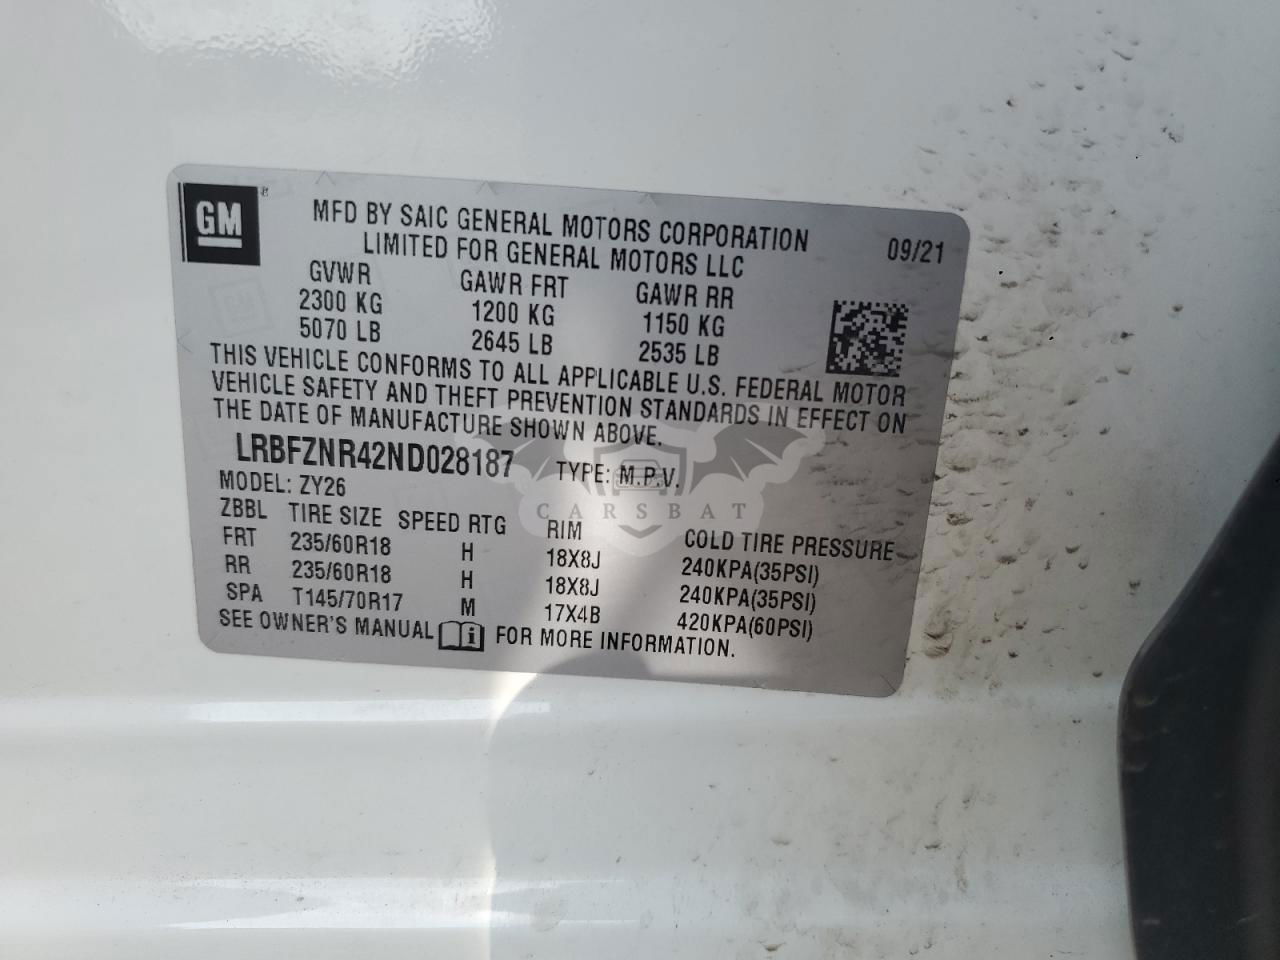 GM ®
MFD BY SAIC GENERAL MOTORS CORPORATION
LIMITED FOR GENERAL MOTORS LLC
09/21
GVWR GAWR FRT GAWR RR
2300 KG 1200 KG 1150 KG
5070 LB 2645 LB 2535 LB
THIS VEHICLE CONFORMS TO ALL APPLICABLE U.S. FEDERAL MOTOR
VEHICLE SAFETY AND THEFT PREVENTION STANDARDS IN EFFECT ON
THE DATE OF MANUFACTURE SHOWN ABOVE.
LRBFZNR42ND028187 TYPE: M.P.V.
MODEL: ZY26
CARSBAT
ZBBL TIRE SIZE SPEED RTG RIM COLD TIRE PRESSURE
FRT 235/60R18 H 18X8J 240KPA(35PSI)
RR 235/60R18 H 18X8J 240KPA(35PSI)
SPA T145/70R17 M 17X4B 420KPA(60PSI)
SEE OWNER'S MANUAL i FOR MORE INFORMATION.